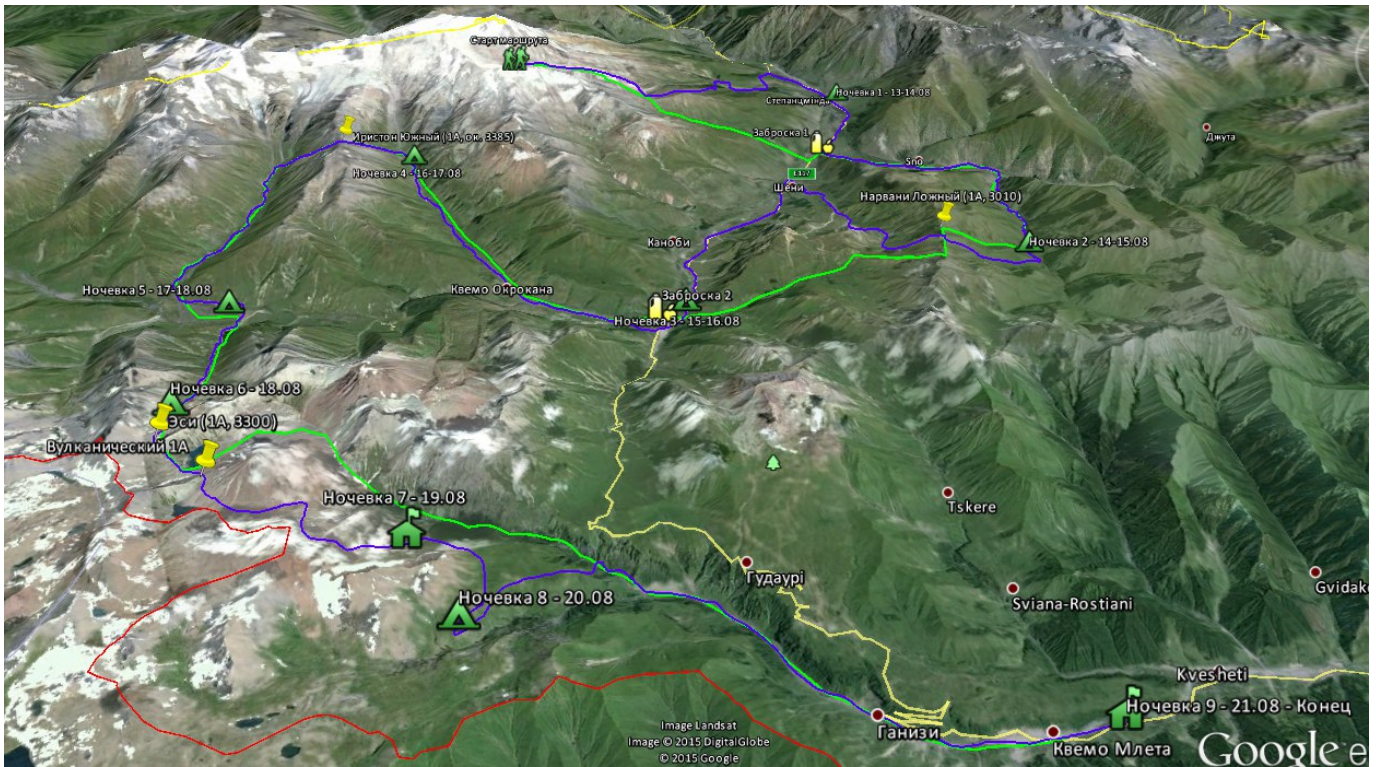 Старт маршрута
Ночевка 1 - 13-14.08
Степанцмінда
Заброска 1
Джута
Иристон Южный (1А, ок. 3385)
Sno
Ночевка 4 - 16-17.08
Шени
Нарвани Ложный (1А, 3010)
Каноби
Ночевка 2 - 14-15.08
Ночевка 5 - 17-18.08
Квемо Окрокана
Заброска 2
Ночевка 3 - 15-16.08
Ночевка 6 - 18.08
Эси (1А, 3300)
Вулканический 1А
Ночевка 7 - 19.08
Tskere
Гудаурі
Gvidake
Ночевка 8 - 20.08
Sviana-Rostiani
Kvesheti
Ночевка 9 - 21.08 - Конец
Ганизи
Квемо Млета
Image Landsat
Image © 2015 DigitalGlobe
© 2015 Google
Google e